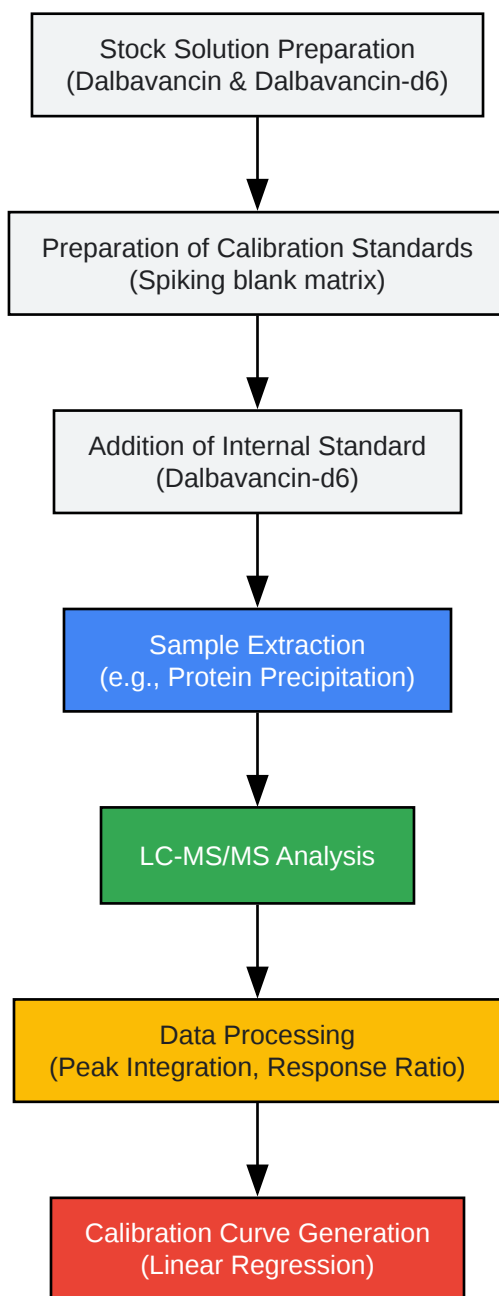 Stock Solution Preparation
(Dalbavancin & Dalbavancin-d6)
Preparation of Calibration Standards
(Spiking blank matrix)
Addition of Internal Standard
(Dalbavancin-d6)
Sample Extraction
(e.g., Protein Precipitation)
LC-MS/MS Analysis
Data Processing
(Peak Integration, Response Ratio)
Calibration Curve Generation
(Linear Regression)